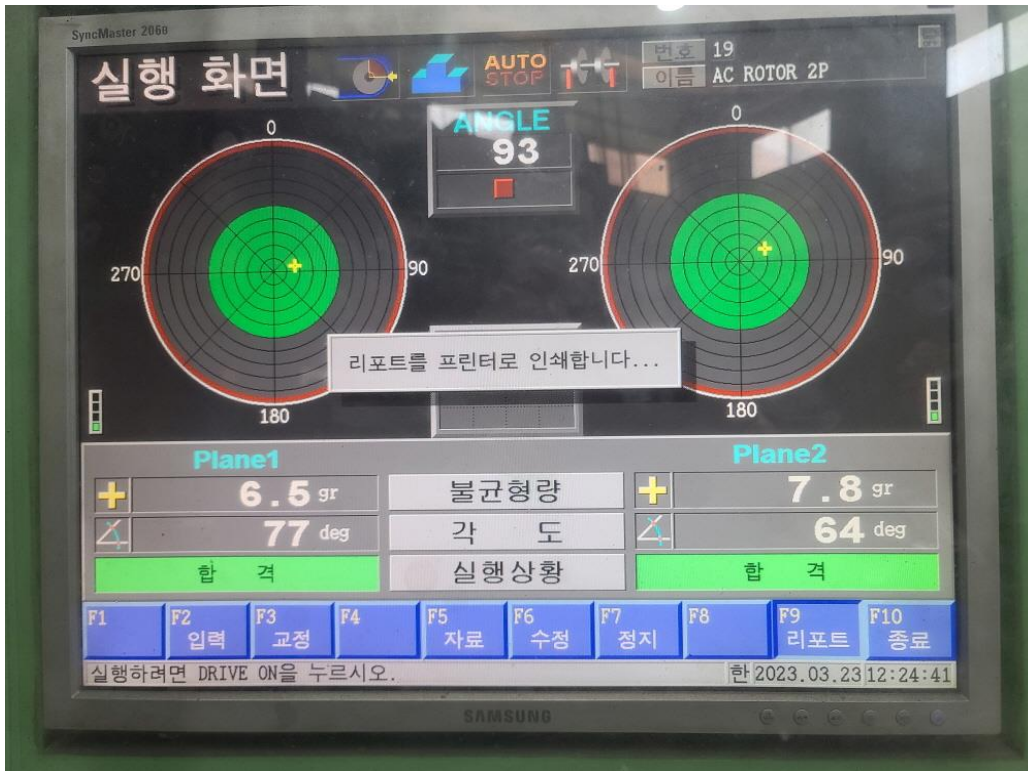 SyncMaster 206B
실행 화면
AUTO
STOP
번호 19
이름 AC ROTOR 2P
ANGLE
93
0
270
90
180
0
270
90
180
리포트를 프린터로 인쇄합니다...
Plane1
Plane2
6.5 gr
불균형량
7.8 gr
77 deg
각 도
64 deg
합 격
실행상황
합 격
F1
F2 입력
F3 교정
F4
F5 자료
F6 수정
F7 정지
F8
F9 리포트
F10 종료
실행하려면 DRIVE ON을 누르시오.
한 2023.03.23 12:24:41
SAMSUNG